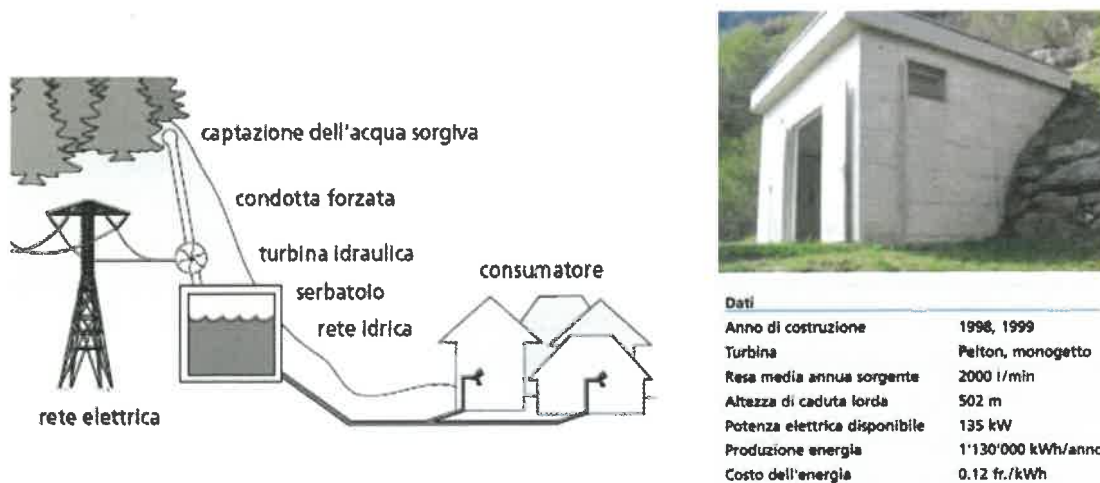 captazione dell'acqua sorgiva
condotta forzata
turbina idraulica
serbatoio
rete idrica
consumatore
rete elettrica
Dati
Anno di costruzione 1998, 1999
Turbina Pelton, monogetto
Resa media annua sorgente 2000 l/min
Altezza di caduta lorda 502 m
Potenza elettrica disponibile 135 kW
Produzione energia 1'130'000 kWh/anno
Costo dell'energia 0.12 fr./kWh